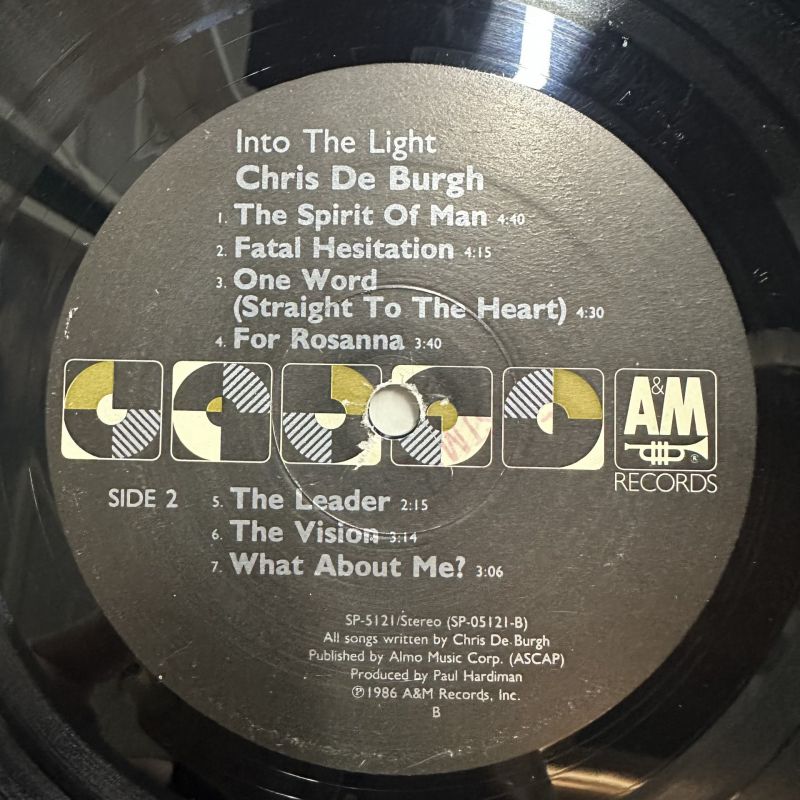 Into The Light
Chris De Burgh
1. The Spirit Of Man 4:40
2. Fatal Hesitation 4:15
3. One Word
(Straight To The Heart) 4:30
4. For Rosanna 3:40
&
A&M
®
RECORDS
SIDE 2
5. The Leader 2:15
6. The Vision 3:14
7. What About Me? 3:06
SP-5121/Stereo (SP-05121-B)
All songs written by Chris De Burgh
Published by Almo Music Corp. (ASCAP)
Produced by Paul Hardiman
℗1986 A&M Records, Inc.
B